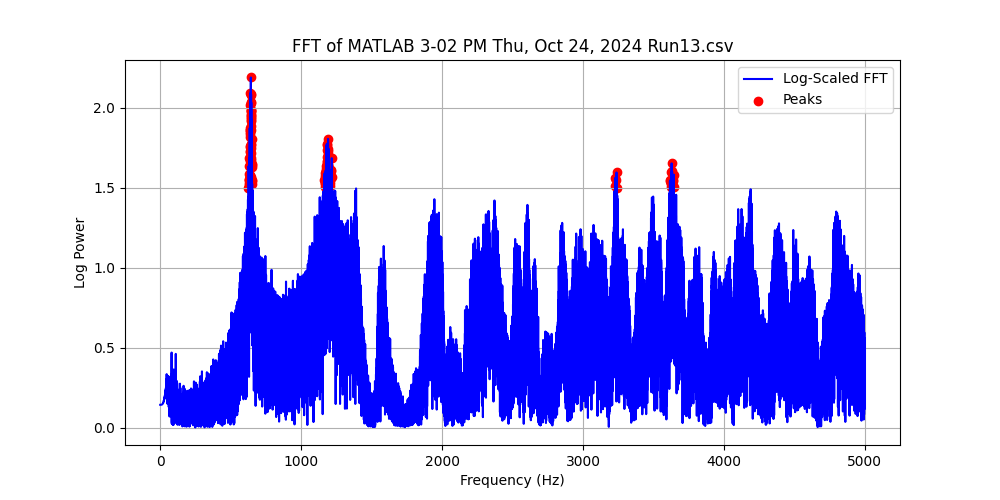 FFT of MATLAB 3-02 PM Thu, Oct 24, 2024 Run13.csv
Log-Scaled FFT
Peaks
2.0
1.5
1.0
0.5
0.0
Log Power
0 1000 2000 3000 4000 5000
Frequency (Hz)